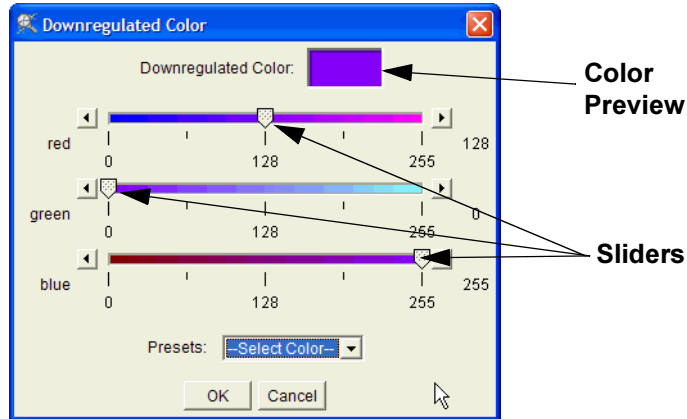 Downregulated Color
Downregulated Color:
Color
Preview
red
128
0 128 255
green
0
0 128 255
blue
255
0 128 255
Sliders
Presets: --Select Color--
OK Cancel